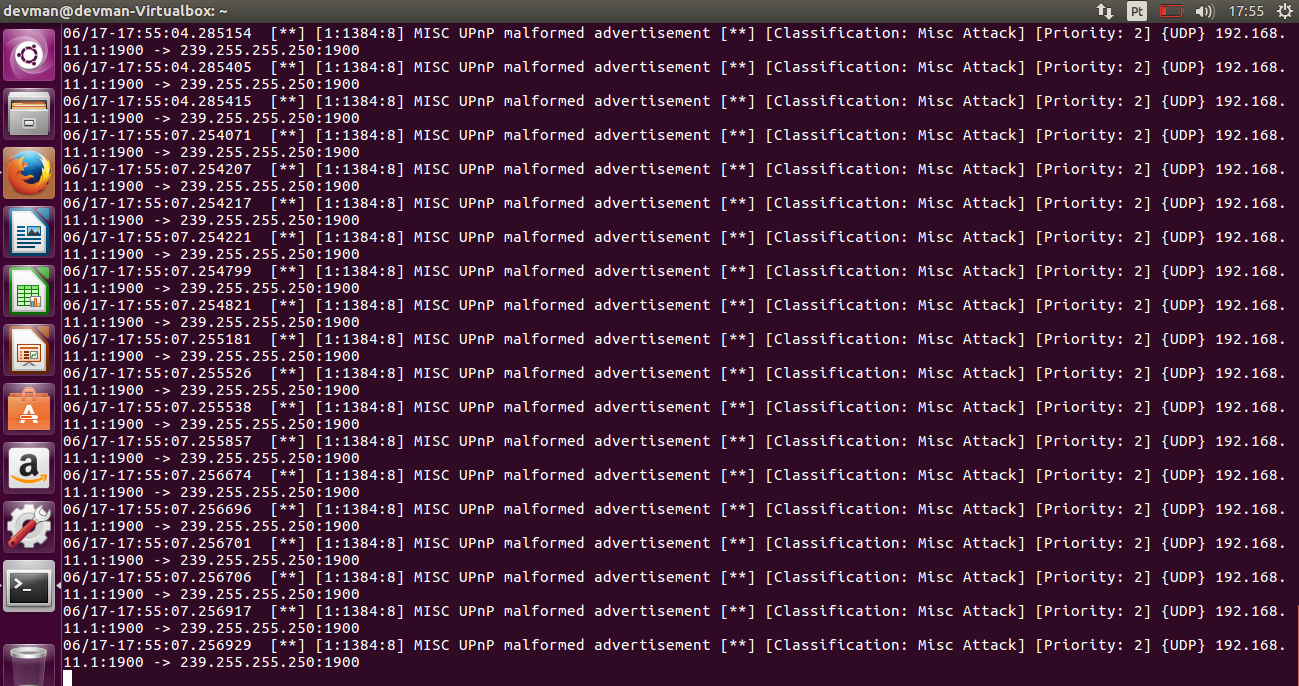 devman@devman-Virtualbox: ~
Pt
17:55
06/17-17:55:04.285154  [**] [1:1384:8] MISC UPnP malformed advertisement [**] [Classification: Misc Attack] [Priority: 2] {UDP} 192.168.
11.1:1900 -> 239.255.255.250:1900
06/17-17:55:04.285405  [**] [1:1384:8] MISC UPnP malformed advertisement [**] [Classification: Misc Attack] [Priority: 2] {UDP} 192.168.
11.1:1900 -> 239.255.255.250:1900
06/17-17:55:04.285415  [**] [1:1384:8] MISC UPnP malformed advertisement [**] [Classification: Misc Attack] [Priority: 2] {UDP} 192.168.
11.1:1900 -> 239.255.255.250:1900
06/17-17:55:07.254071  [**] [1:1384:8] MISC UPnP malformed advertisement [**] [Classification: Misc Attack] [Priority: 2] {UDP} 192.168.
11.1:1900 -> 239.255.255.250:1900
06/17-17:55:07.254207  [**] [1:1384:8] MISC UPnP malformed advertisement [**] [Classification: Misc Attack] [Priority: 2] {UDP} 192.168.
11.1:1900 -> 239.255.255.250:1900
06/17-17:55:07.254217  [**] [1:1384:8] MISC UPnP malformed advertisement [**] [Classification: Misc Attack] [Priority: 2] {UDP} 192.168.
11.1:1900 -> 239.255.255.250:1900
06/17-17:55:07.254221  [**] [1:1384:8] MISC UPnP malformed advertisement [**] [Classification: Misc Attack] [Priority: 2] {UDP} 192.168.
11.1:1900 -> 239.255.255.250:1900
06/17-17:55:07.254799  [**] [1:1384:8] MISC UPnP malformed advertisement [**] [Classification: Misc Attack] [Priority: 2] {UDP} 192.168.
11.1:1900 -> 239.255.255.250:1900
06/17-17:55:07.254821  [**] [1:1384:8] MISC UPnP malformed advertisement [**] [Classification: Misc Attack] [Priority: 2] {UDP} 192.168.
11.1:1900 -> 239.255.255.250:1900
06/17-17:55:07.255181  [**] [1:1384:8] MISC UPnP malformed advertisement [**] [Classification: Misc Attack] [Priority: 2] {UDP} 192.168.
11.1:1900 -> 239.255.255.250:1900
06/17-17:55:07.255526  [**] [1:1384:8] MISC UPnP malformed advertisement [**] [Classification: Misc Attack] [Priority: 2] {UDP} 192.168.
11.1:1900 -> 239.255.255.250:1900
06/17-17:55:07.255538  [**] [1:1384:8] MISC UPnP malformed advertisement [**] [Classification: Misc Attack] [Priority: 2] {UDP} 192.168.
11.1:1900 -> 239.255.255.250:1900
06/17-17:55:07.255857  [**] [1:1384:8] MISC UPnP malformed advertisement [**] [Classification: Misc Attack] [Priority: 2] {UDP} 192.168.
11.1:1900 -> 239.255.255.250:1900
06/17-17:55:07.256674  [**] [1:1384:8] MISC UPnP malformed advertisement [**] [Classification: Misc Attack] [Priority: 2] {UDP} 192.168.
11.1:1900 -> 239.255.255.250:1900
06/17-17:55:07.256696  [**] [1:1384:8] MISC UPnP malformed advertisement [**] [Classification: Misc Attack] [Priority: 2] {UDP} 192.168.
11.1:1900 -> 239.255.255.250:1900
06/17-17:55:07.256701  [**] [1:1384:8] MISC UPnP malformed advertisement [**] [Classification: Misc Attack] [Priority: 2] {UDP} 192.168.
11.1:1900 -> 239.255.255.250:1900
06/17-17:55:07.256706  [**] [1:1384:8] MISC UPnP malformed advertisement [**] [Classification: Misc Attack] [Priority: 2] {UDP} 192.168.
11.1:1900 -> 239.255.255.250:1900
06/17-17:55:07.256917  [**] [1:1384:8] MISC UPnP malformed advertisement [**] [Classification: Misc Attack] [Priority: 2] {UDP} 192.168.
11.1:1900 -> 239.255.255.250:1900
06/17-17:55:07.256929  [**] [1:1384:8] MISC UPnP malformed advertisement [**] [Classification: Misc Attack] [Priority: 2] {UDP} 192.168.
11.1:1900 -> 239.255.255.250:1900